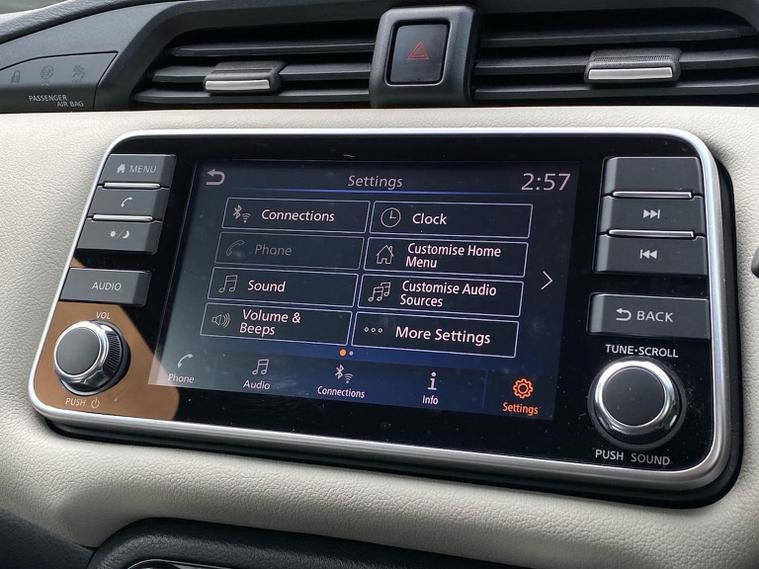 PASSENGER
AIR BAG
MENU
AUDIO
VOL
PUSH
Settings
2:57
Connections
Clock
Phone
Customise Home
Menu
Sound
Customise Audio
Sources
Volume &
Beeps
More Settings
Phone
Audio
Connections
Info
Settings
BACK
TUNE·SCROLL
PUSH SOUND